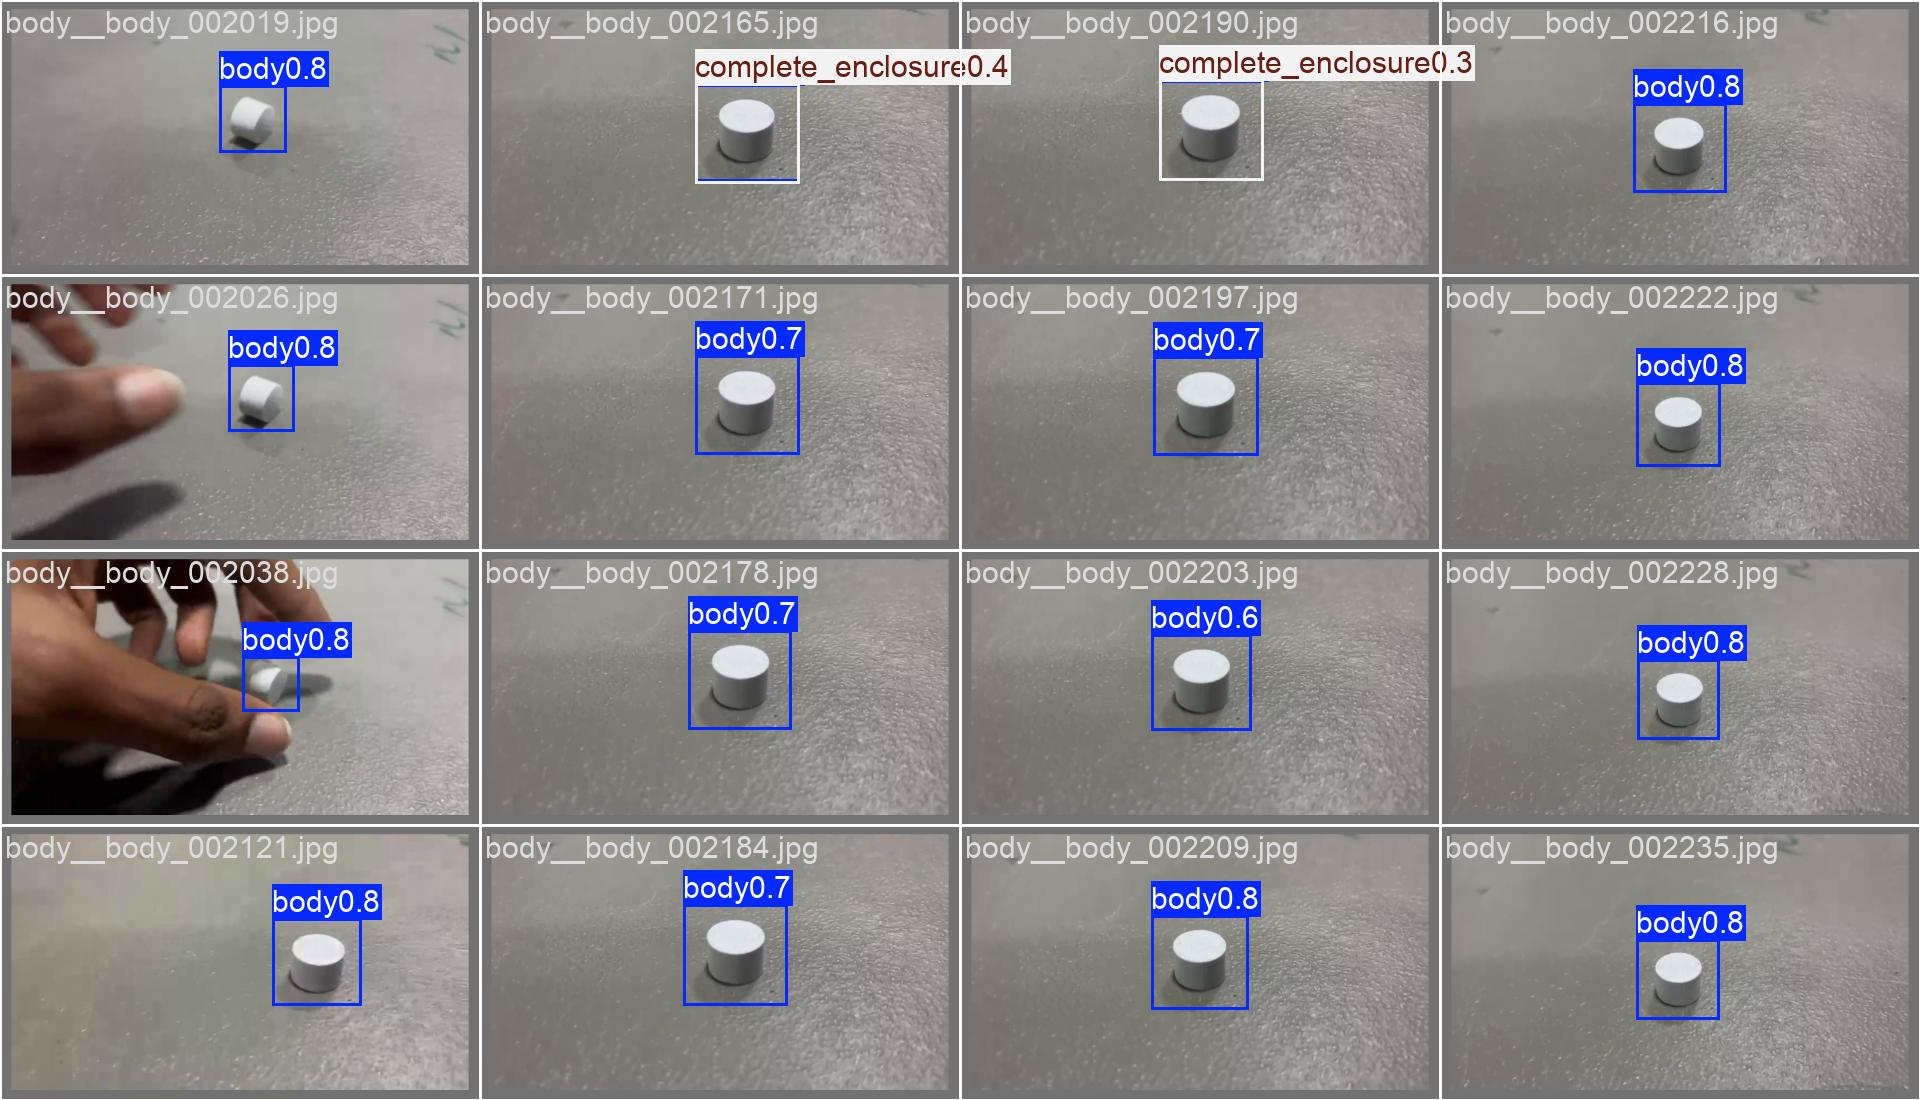 body__body_002019.jpg
body0.8
body__body_002165.jpg
complete_enclosure0.4
body__body_002190.jpg
complete_enclosure0.3
body__body_002216.jpg
body0.8
body__body_002026.jpg
body0.8
body__body_002171.jpg
body0.7
body__body_002197.jpg
body0.7
body__body_002222.jpg
body0.8
body__body_002038.jpg
body0.8
body__body_002178.jpg
body0.7
body__body_002203.jpg
body0.6
body__body_002228.jpg
body0.8
body__body_002121.jpg
body0.8
body__body_002184.jpg
body0.7
body__body_002209.jpg
body0.8
body__body_002235.jpg
body0.8